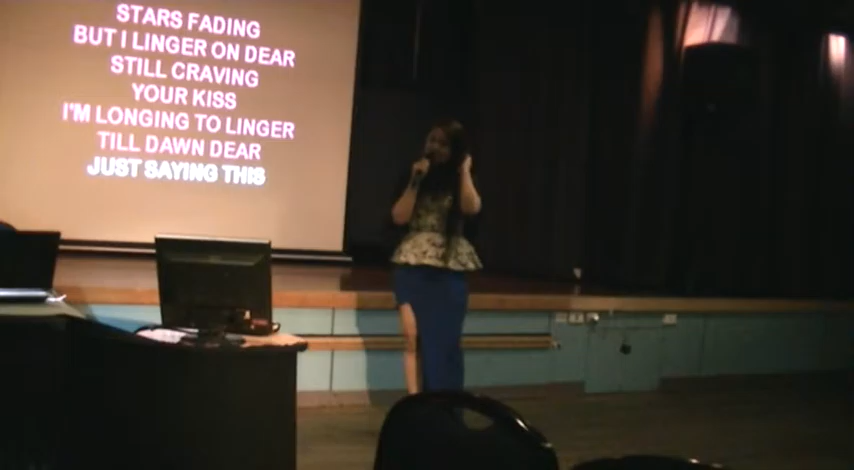 STARS FADING
BUT I LINGER ON DEAR
STILL CRAVING
YOUR KISS
I'M LONGING TO LINGER
TILL DAWN DEAR
JUST SAYING THIS